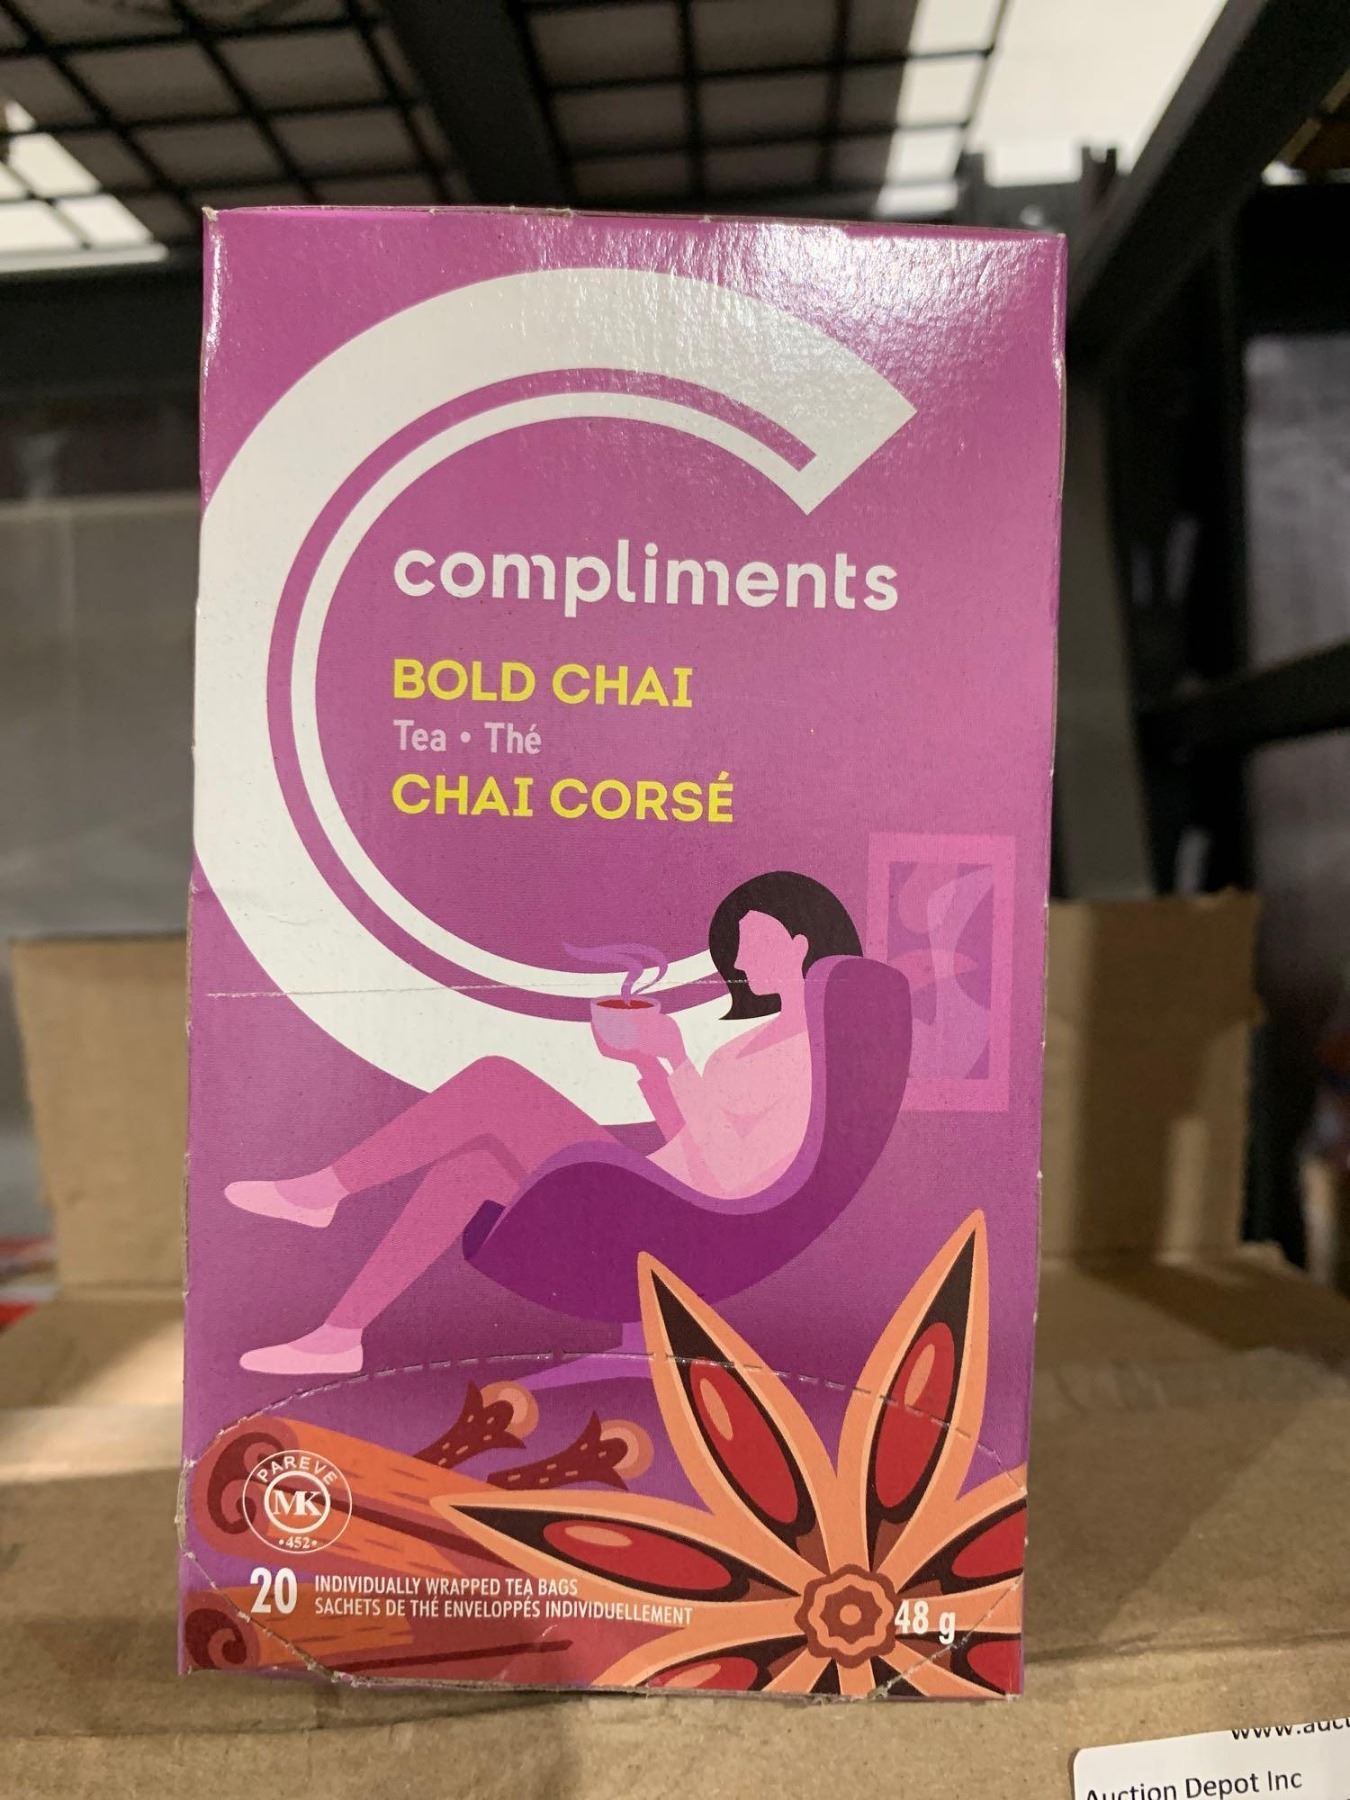 compliments
BOLD CHAI
Tea • Thé
CHAI CORSÉ
PAREVE
MK
•452•
20 INDIVIDUALLY WRAPPED TEA BAGS
SACHETS DE THÉ ENVELOPPÉS INDIVIDUELLEMENT
48 g
Auction Depot Inc